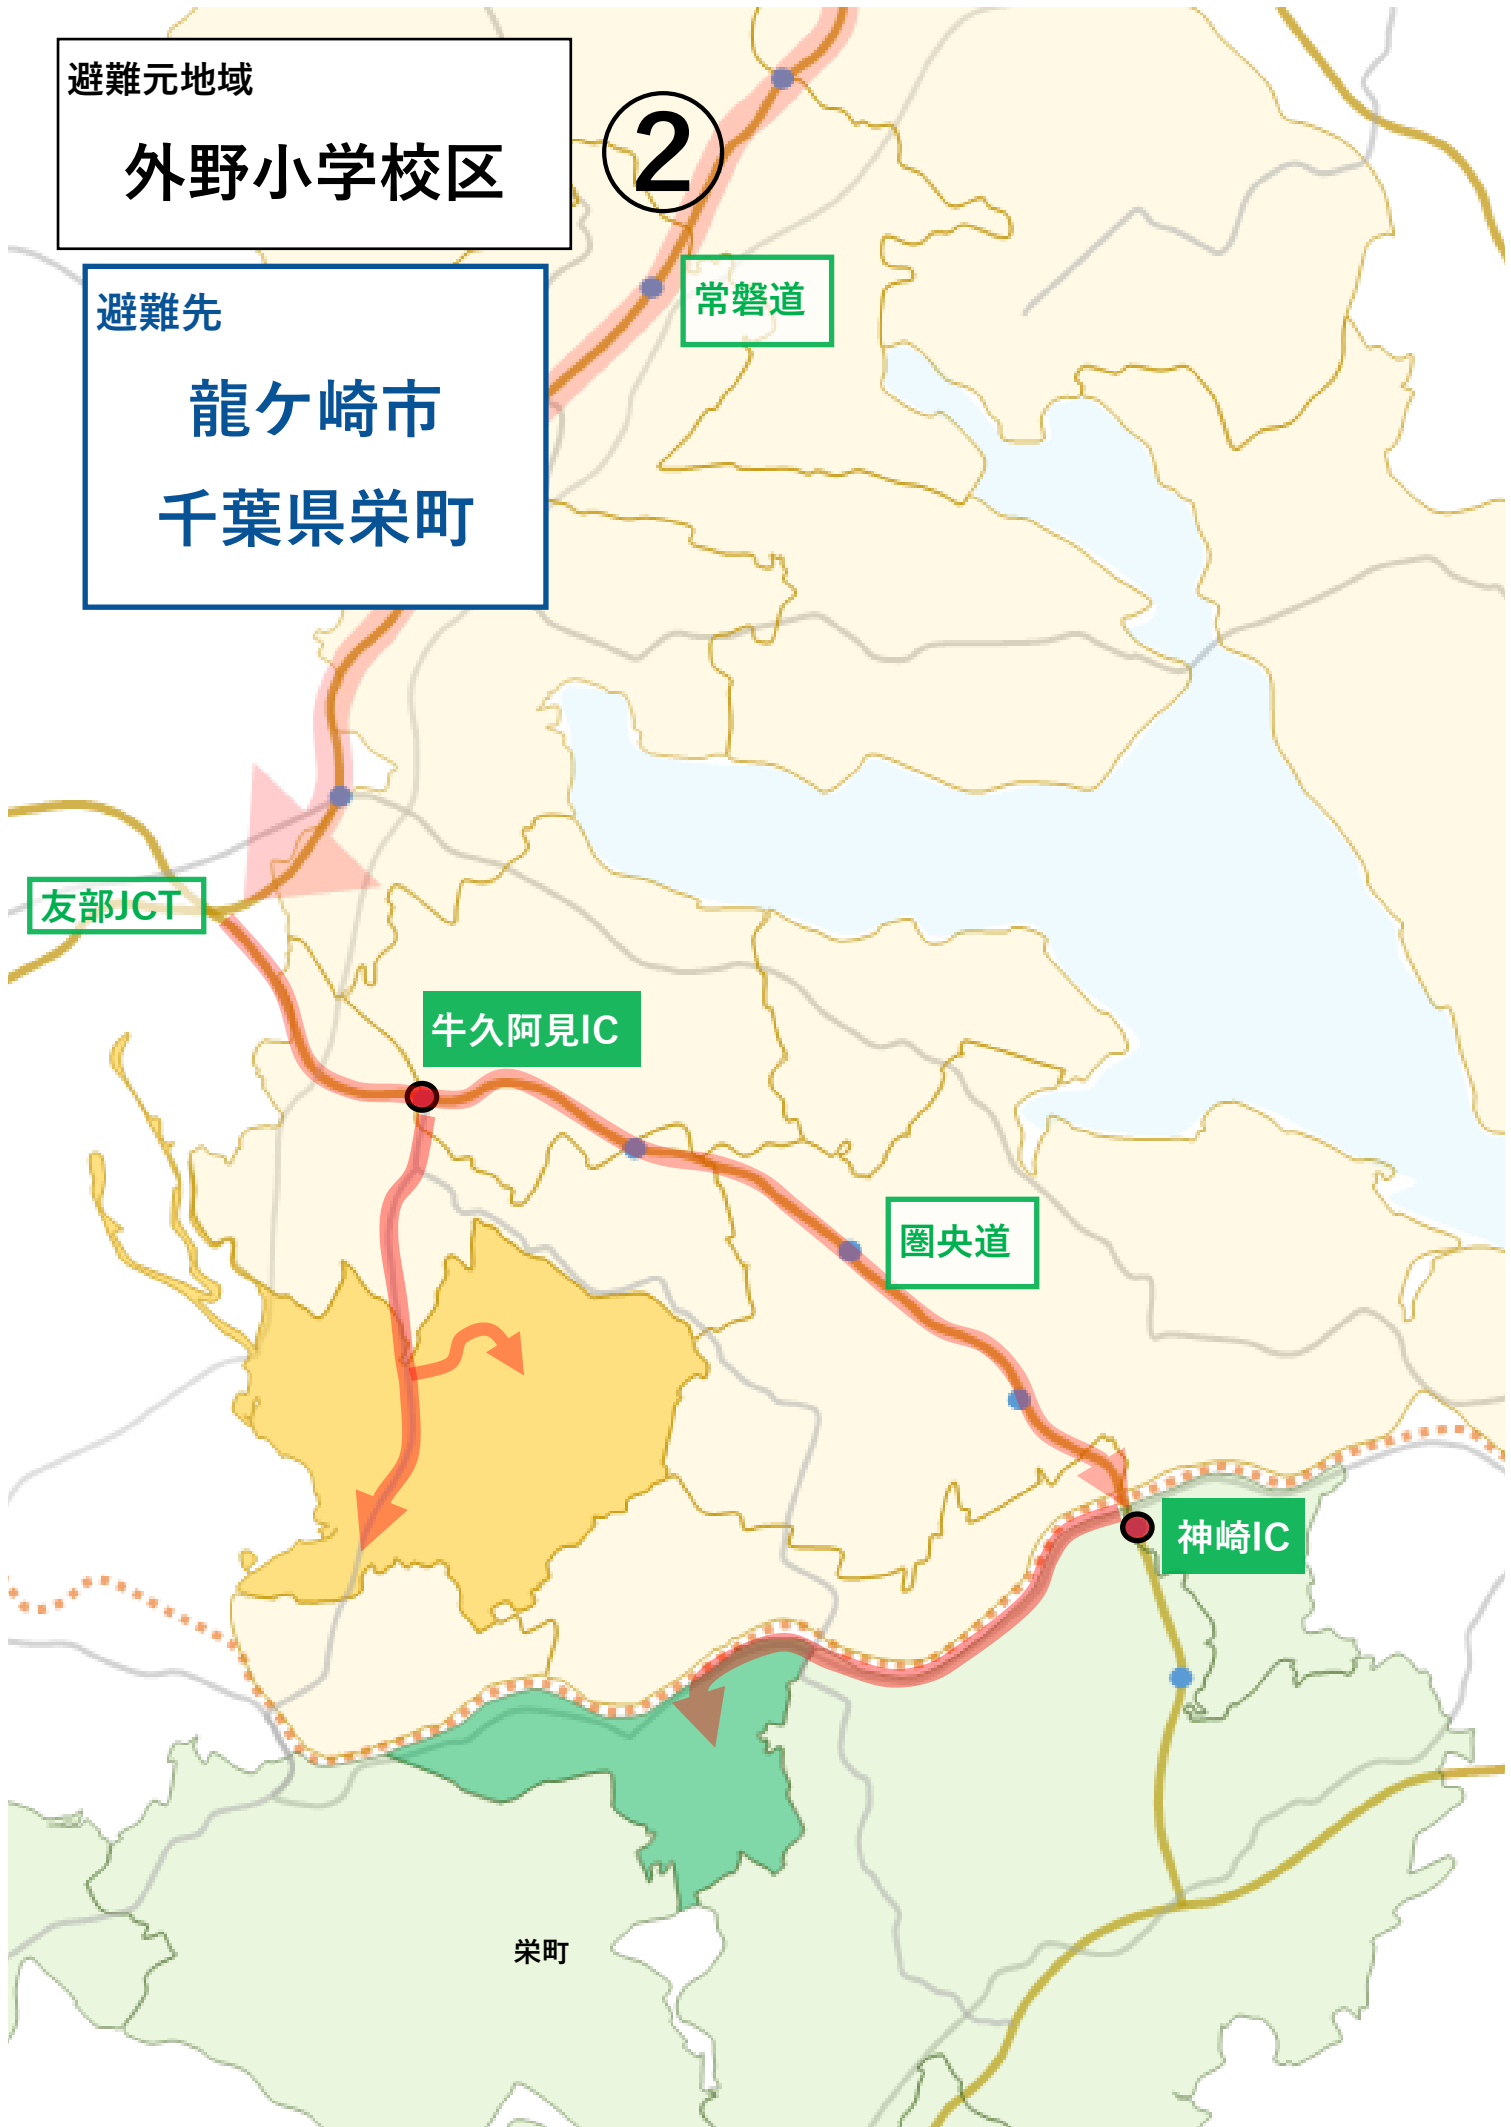 避難元地域
外野小学校区
②
避難先
龍ケ崎市
千葉県栄町
常磐道
友部JCT
牛久阿見IC
圏央道
神崎IC
栄町